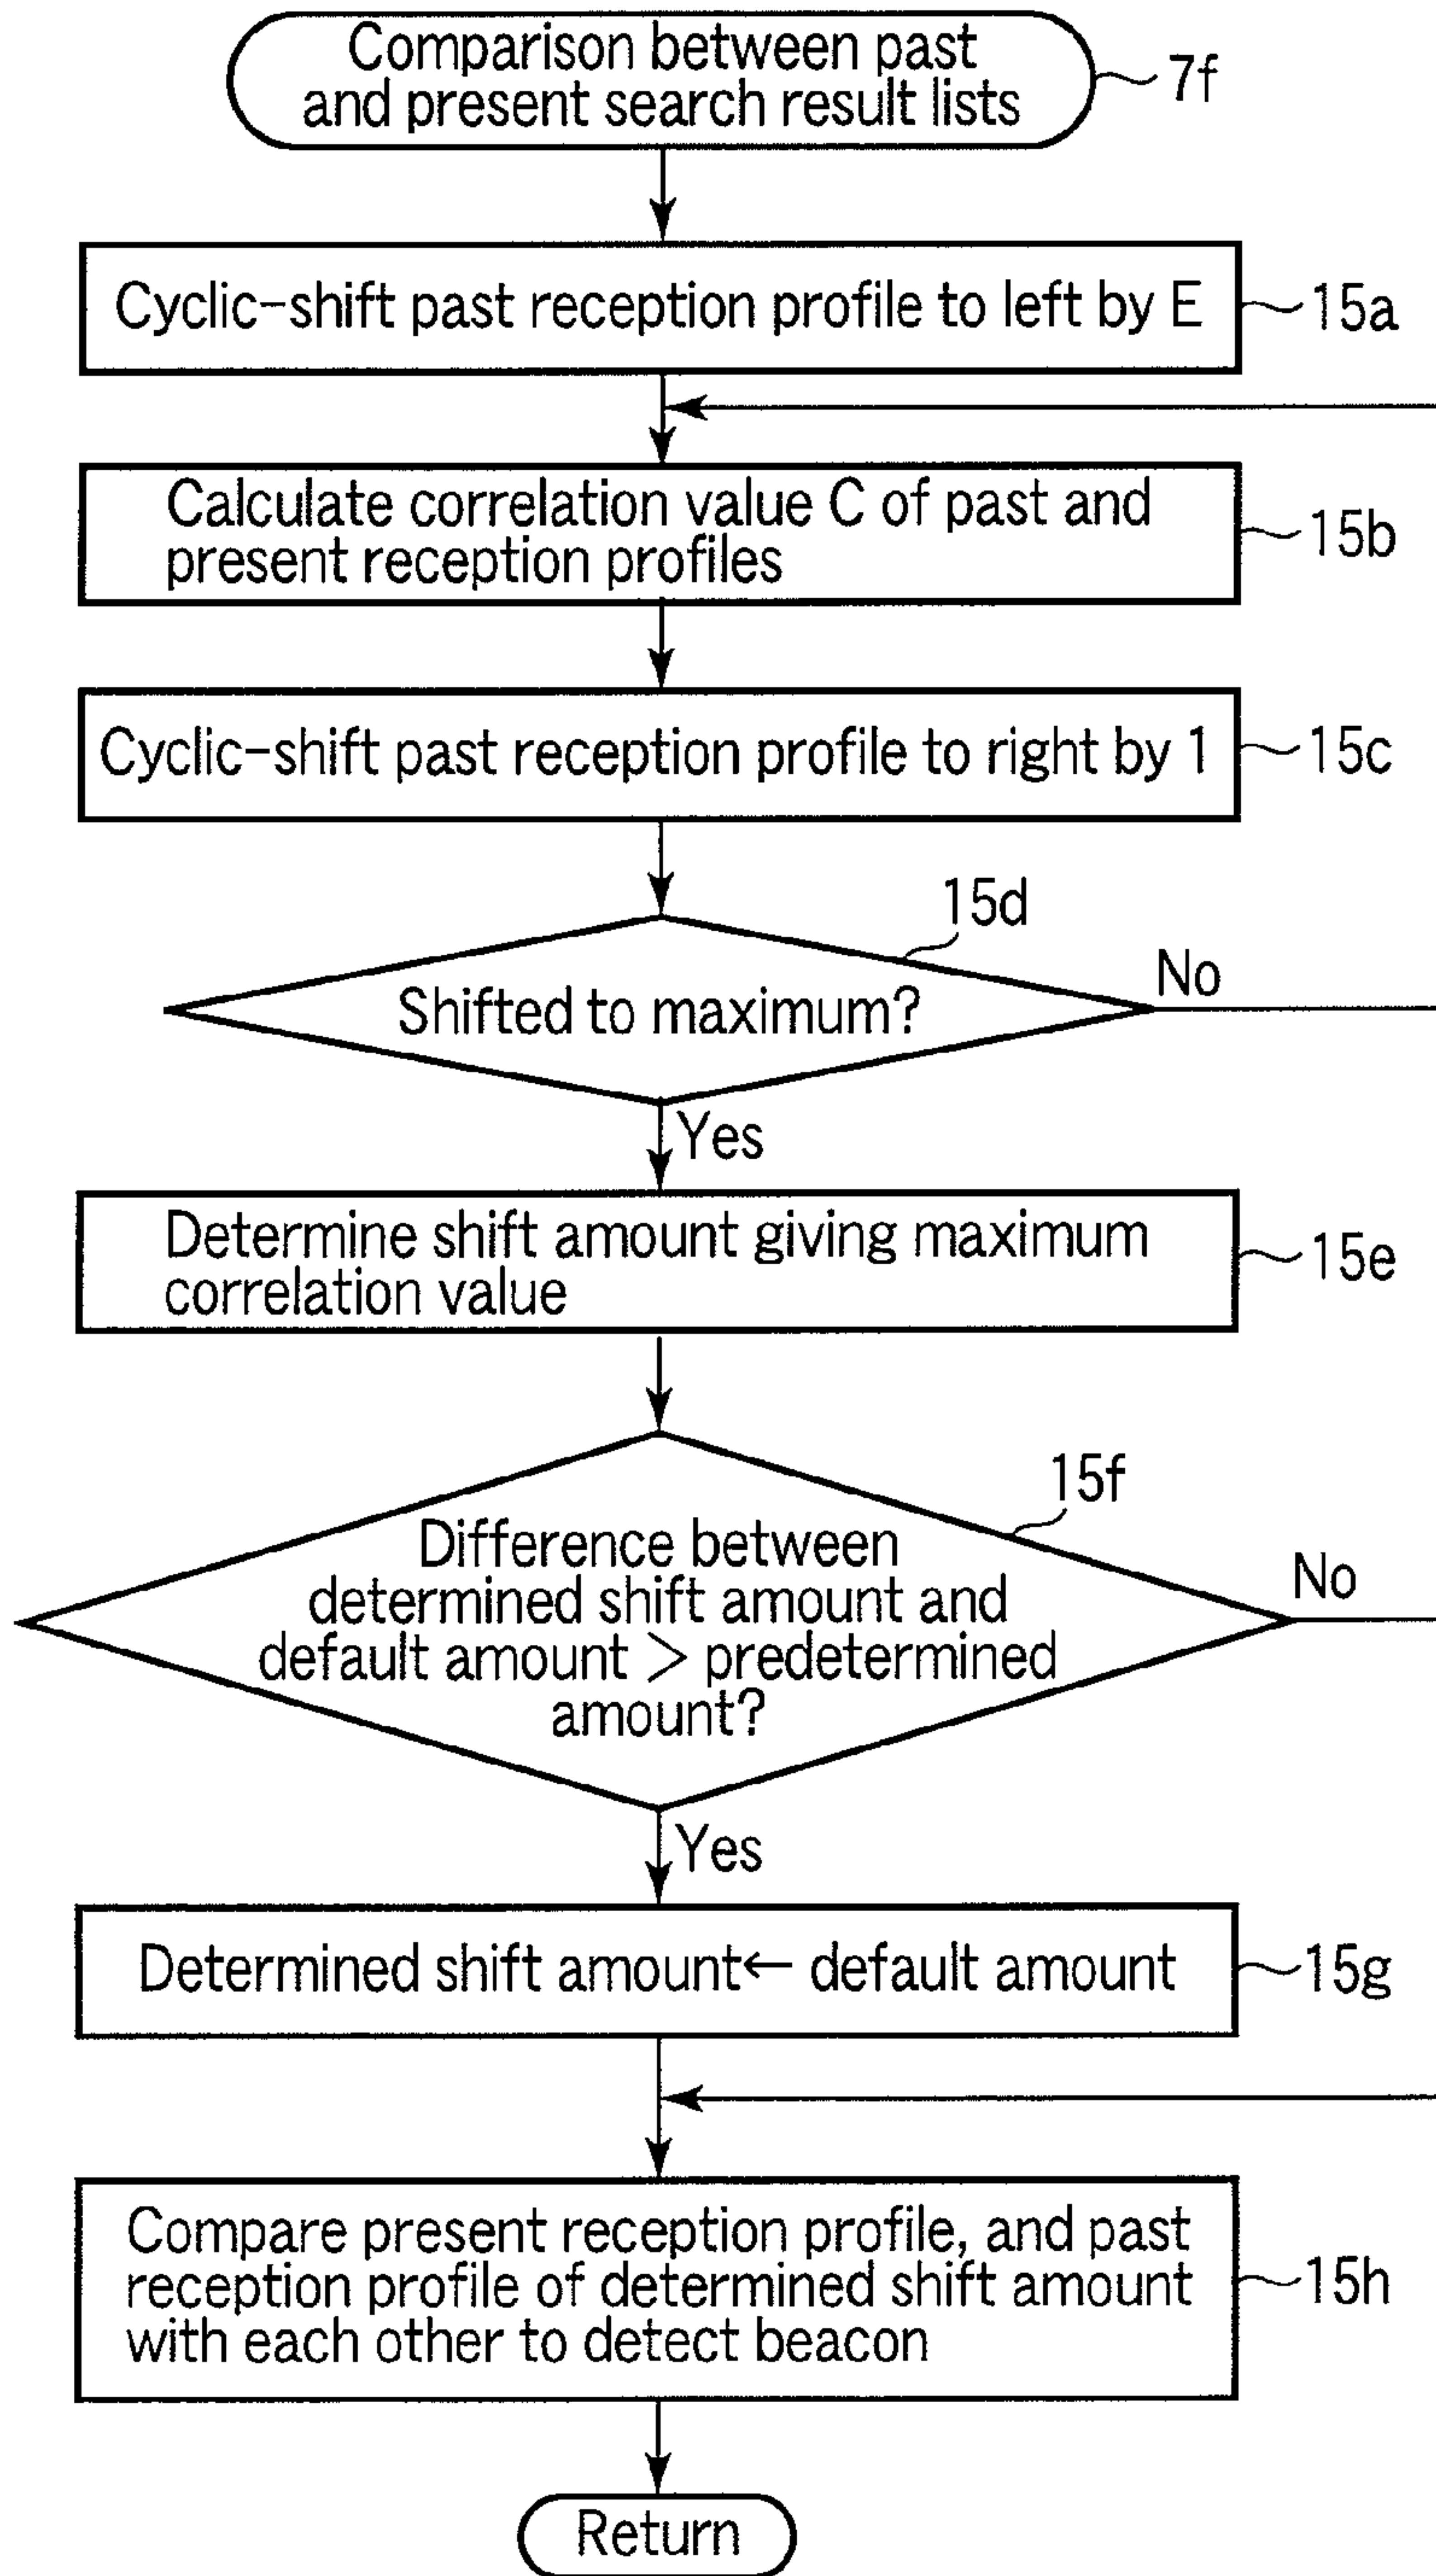 Comparison between past
and present search result lists
7f
Cyclic-shift past reception profile to left by E
15a
Calculate correlation value C of past and
present reception profiles
15b
Cyclic-shift past reception profile to right by 1
15c
15d
Shifted to maximum?
No
Yes
Determine shift amount giving maximum
correlation value
15e
15f
Difference between
determined shift amount and
default amount > predetermined
amount?
No
Yes
Determined shift amount← default amount
15g
Compare present reception profile, and past
reception profile of determined shift amount
with each other to detect beacon
15h
Return